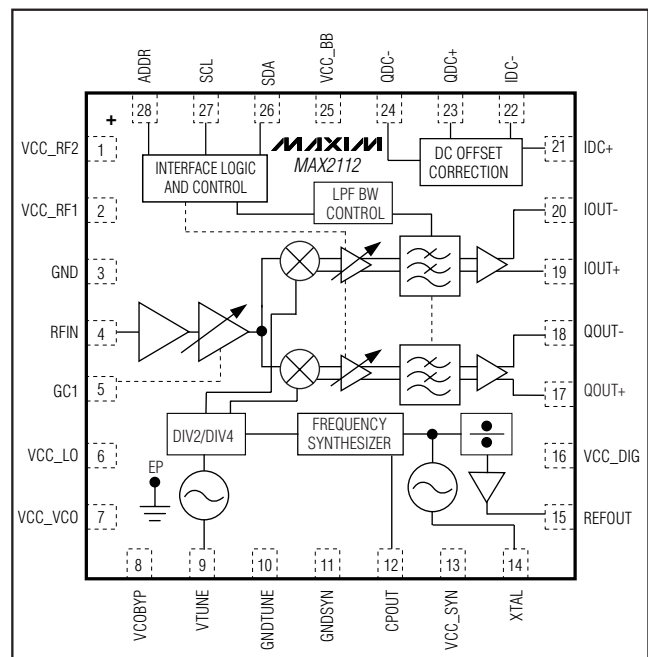 ADDR
SCL
SDA
VCC_BB
QDC-
QDC+
IDC-
28
27
26
25
24
23
22
+
MAXIM
MAX2112
VCC_RF2
1
VCC_RF1
2
GND
3
RFIN
4
GC1
5
VCC_LO
6
VCC_VCO
7
INTERFACE LOGIC
AND CONTROL
LPF BW
CONTROL
DC OFFSET
CORRECTION
DIV2/DIV4
FREQUENCY
SYNTHESIZER
EP
21
IDC+
20
IOUT-
19
IOUT+
18
QOUT-
17
QOUT+
16
VCC_DIG
15
REFOUT
8
9
10
11
12
13
14
VCOBYP
VTUNE
GNDTUNE
GNDSYN
CPOUT
VCC_SYN
XTAL